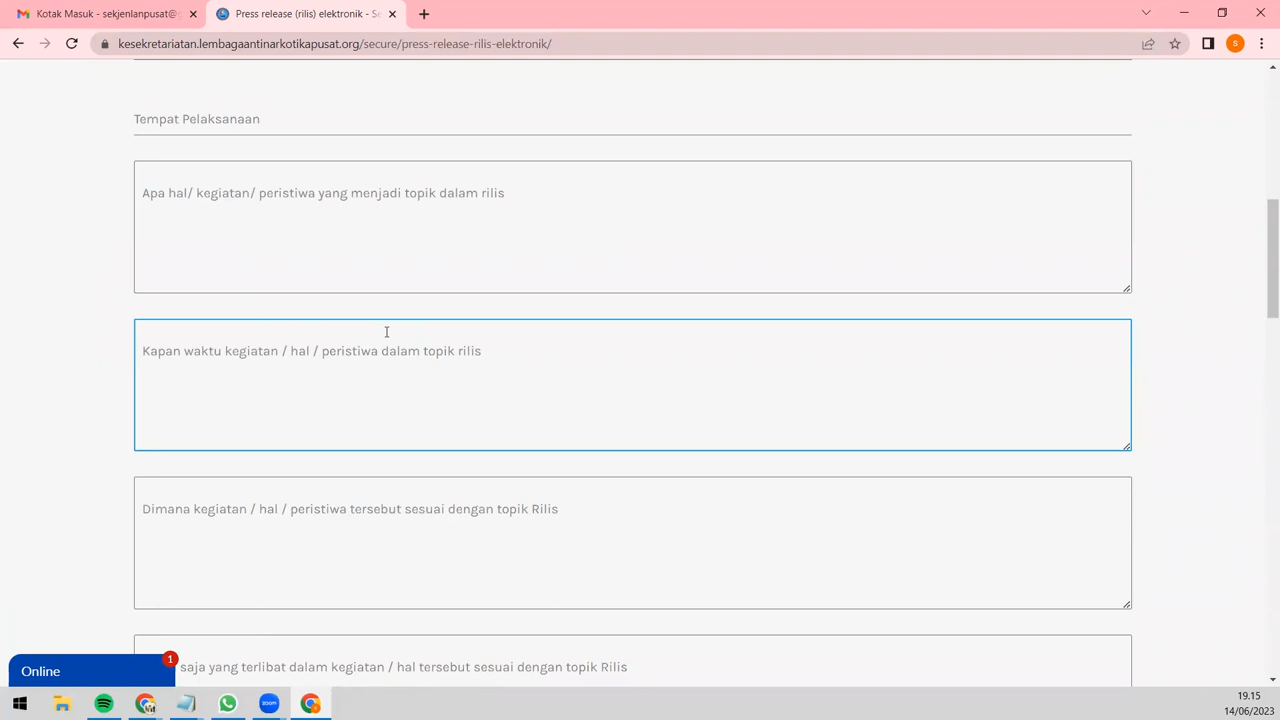 Kotak Masuk - sekjenlanpusat@
Press release (rilis) elektronik - Se
kesekretariatan.lembagaantinarkotikapusat.org/secure/press-release-rilis-elektronik/
S
Tempat Pelaksanaan
Apa hal/ kegiatan/ peristiwa yang menjadi topik dalam rilis
Kapan waktu kegiatan / hal / peristiwa dalam topik rilis
Dimana kegiatan / hal / peristiwa tersebut sesuai dengan topik Rilis
saja yang terlibat dalam kegiatan / hal tersebut sesuai dengan topik Rilis
Online
1
zoom
19.15
14/06/2023